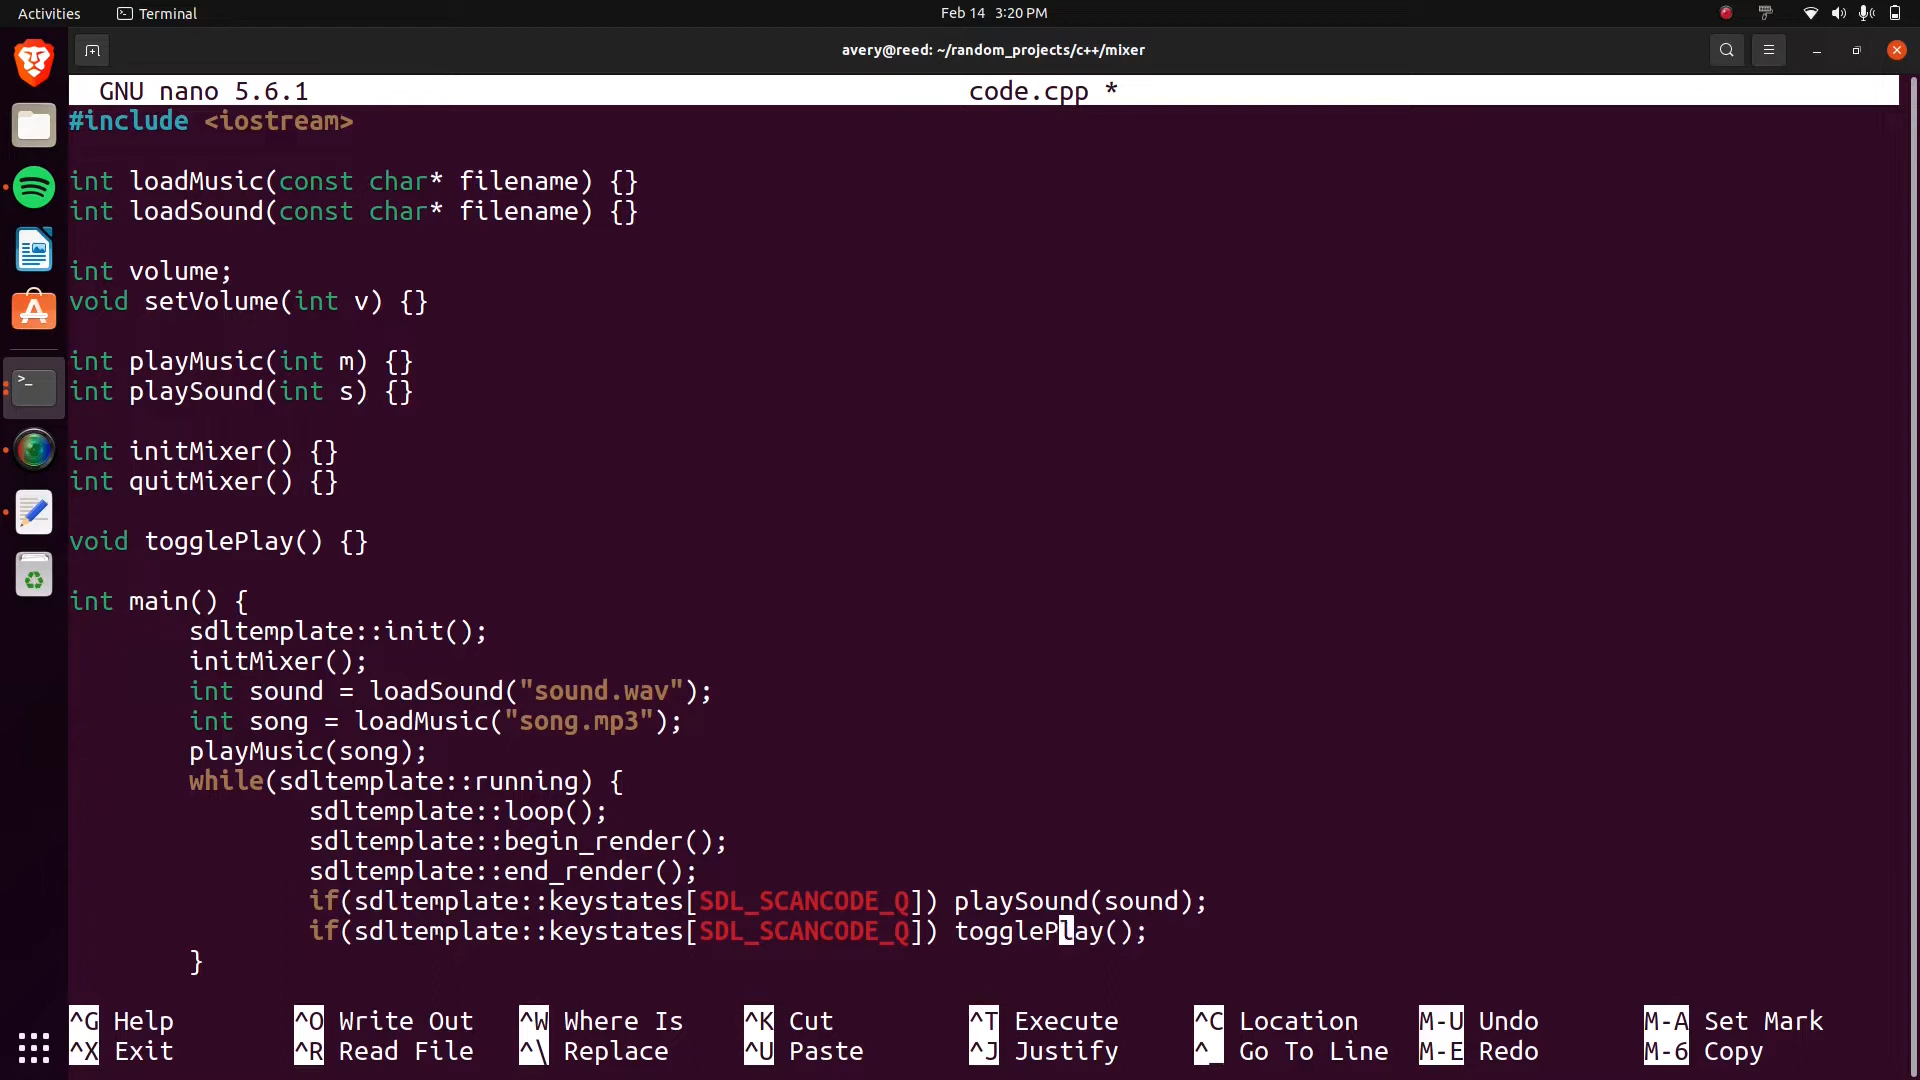 Activities Terminal Feb 14 3:20 PM
avery@reed: ~/random_projects/c++/mixer
GNU nano 5.6.1 code.cpp *
#include <iostream>
int loadMusic(const char* filename) {}
int loadSound(const char* filename) {}
int volume;
void setVolume(int v) {}
int playMusic(int m) {}
int playSound(int s) {}
int initMixer() {}
int quitMixer() {}
void togglePlay() {}
int main() {
sdltemplate::init();
initMixer();
int sound = loadSound("sound.wav");
int song = loadMusic("song.mp3");
playMusic(song);
while(sdltemplate::running) {
sdltemplate::loop();
sdltemplate::begin_render();
sdltemplate::end_render();
if(sdltemplate::keystates[SDL_SCANCODE_Q]) playSound(sound);
if(sdltemplate::keystates[SDL_SCANCODE_Q]) togglePlay();
}
^G Help ^O Write Out ^W Where Is ^K Cut ^T Execute ^C Location M-U Undo M-A Set Mark
^X Exit ^R Read File ^\ Replace ^U Paste ^J Justify ^_ Go To Line M-E Redo M-6 Copy